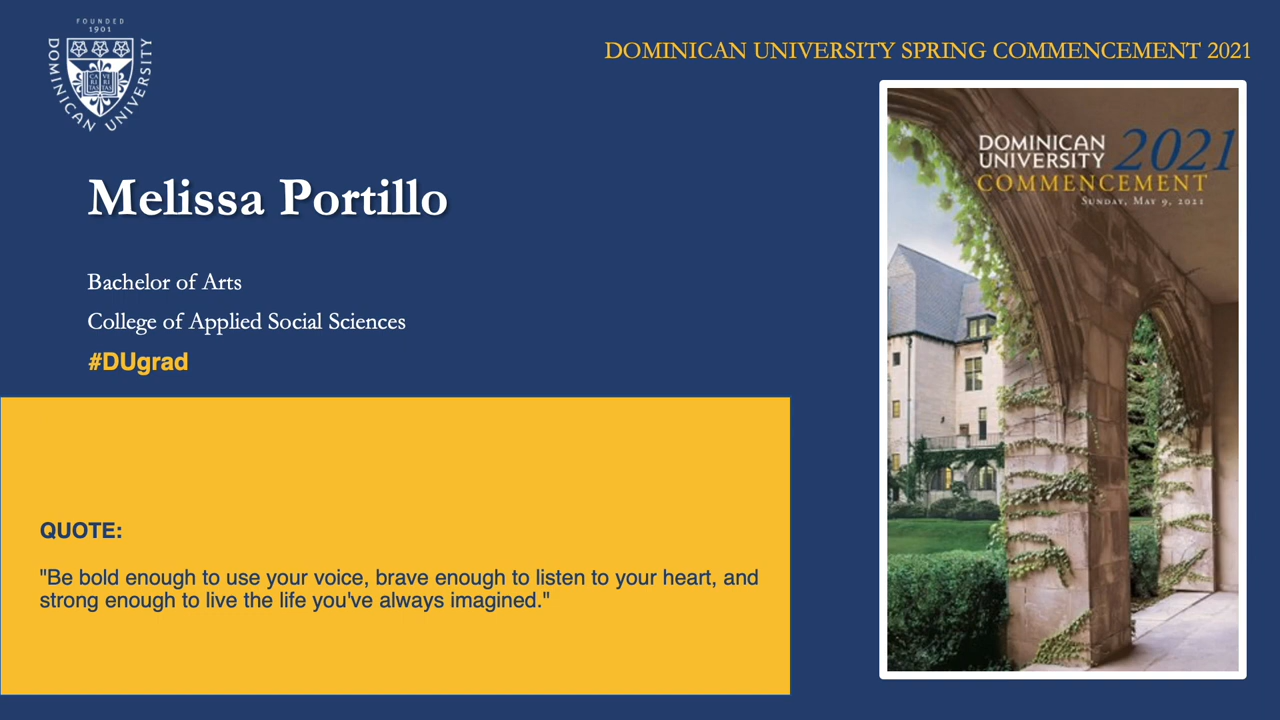 FOUNDED
1901
DOMINICAN UNIVERSITY
CA VE
RI RI
TAS TAS
DOMINICAN UNIVERSITY SPRING COMMENCEMENT 2021
Melissa Portillo
Bachelor of Arts
College of Applied Social Sciences
#DUgrad
QUOTE:
"Be bold enough to use your voice, brave enough to listen to your heart, and
strong enough to live the life you've always imagined."
DOMINICAN 2021
UNIVERSITY
COMMENCEMENT
Sunday, May 9, 2021